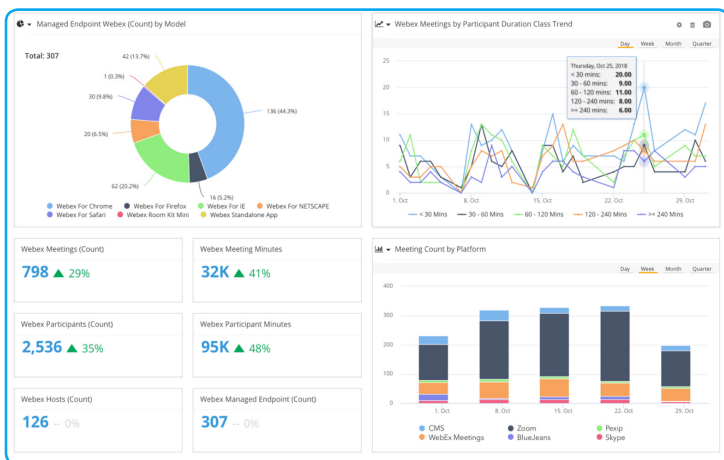 Managed Endpoint Webex (Count) by Model
Total: 307
42 (13.7%)
1 (0.3%)
30 (9.8%)
20 (6.5%)
62 (20.2%)
136 (44.3%)
16 (5.2%)
Webex For Chrome Webex For Firefox Webex For IE Webex For NETSCAPE
Webex For Safari Webex Room Kit Mini Webex Standalone App
Webex Meetings by Participant Duration Class Trend
Day Week Month Quarter
25
20
15
10
5
0
Thursday, Oct 25, 2018
< 30 mins: 20.00
30 - 60 mins: 9.00
60 - 120 mins: 11.00
120 - 240 mins: 8.00
>= 240 mins: 6.00
1. Oct 8. Oct 15. Oct 22. Oct 29. Oct
< 30 Mins 30 - 60 Mins 60 - 120 Mins 120 - 240 Mins >= 240 Mins
Webex Meetings (Count)
798 ▲ 29%
Webex Meeting Minutes
32K ▲ 41%
Webex Participants (Count)
2,536 ▲ 35%
Webex Participant Minutes
95K ▲ 48%
Webex Hosts (Count)
126 -- 0%
Webex Managed Endpoint (Count)
307 -- 0%
Meeting Count by Platform
Day Week Month Quarter
400
300
200
100
0
1. Oct 8. Oct 15. Oct 22. Oct 29. Oct
CMS Zoom Pexip
WebEx Meetings BlueJeans Skype